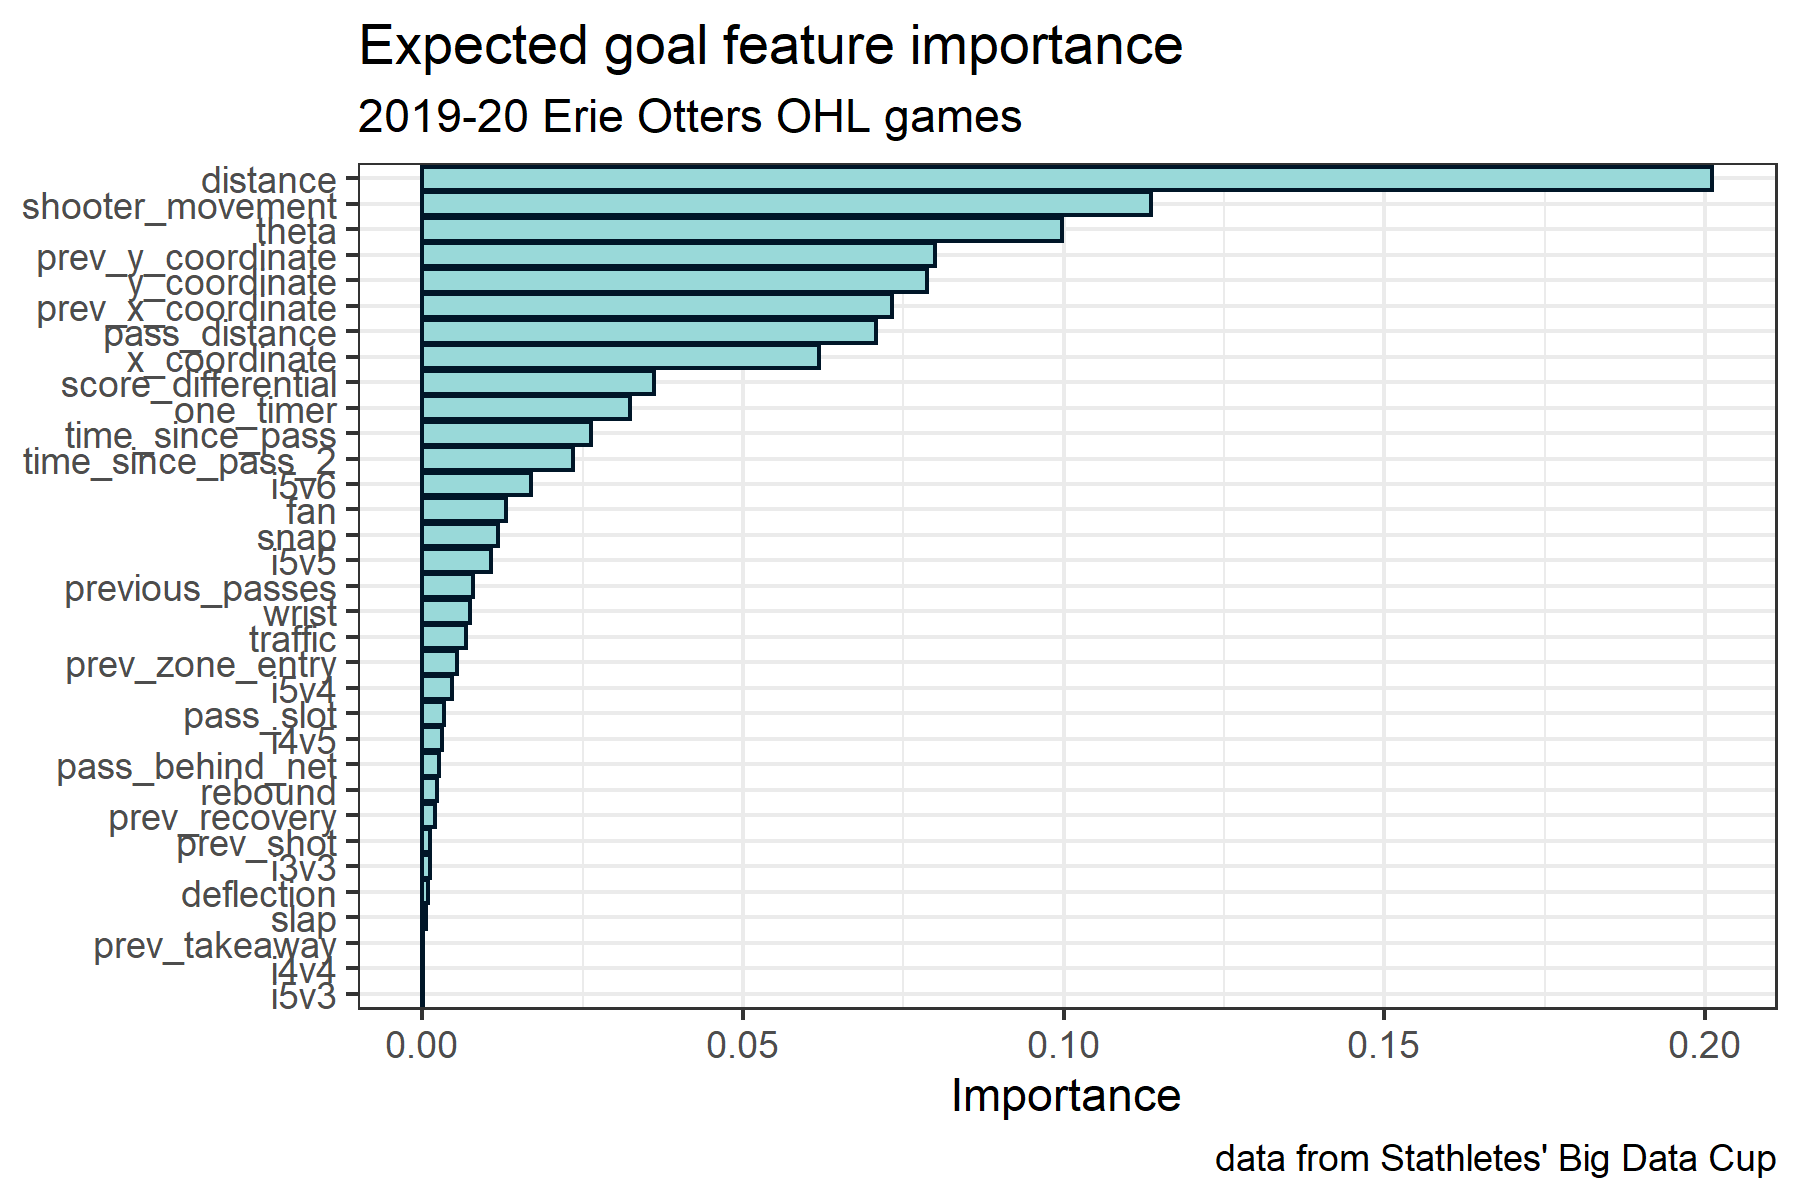 Expected goal feature importance
2019-20 Erie Otters OHL games
distance
shooter_movement
theta
prev_y_coordinate
y_coordinate
prev_x_coordinate
pass_distance
x_coordinate
score_differential
one_timer
time_since_pass
time_since_pass_2
i5v6
fan
snap
i5v5
previous_passes
wrist
traffic
prev_zone_entry
i5v4
pass_slot
i4v5
pass_behind_net
rebound
prev_recovery
prev_shot
i3v3
deflection
slap
prev_takeaway
i4v4
i5v3
0.00 0.05 0.10 0.15 0.20
Importance
data from Stathletes' Big Data Cup